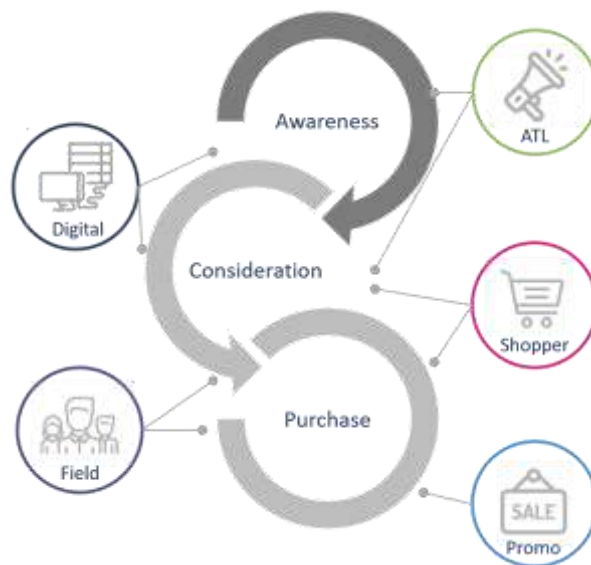 Awareness
ATL
Digital
Consideration
Shopper
Purchase
Field
SALE
Promo